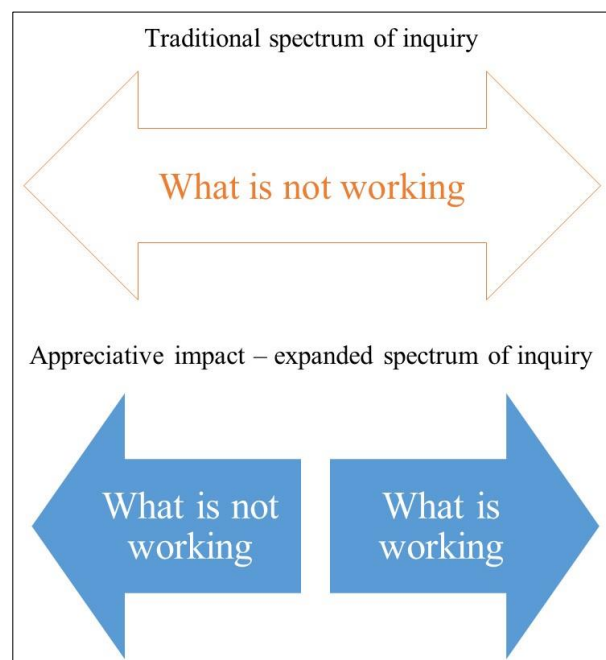 Traditional spectrum of inquiry
What is not working
Appreciative impact – expanded spectrum of inquiry
What is not
working
What is
working